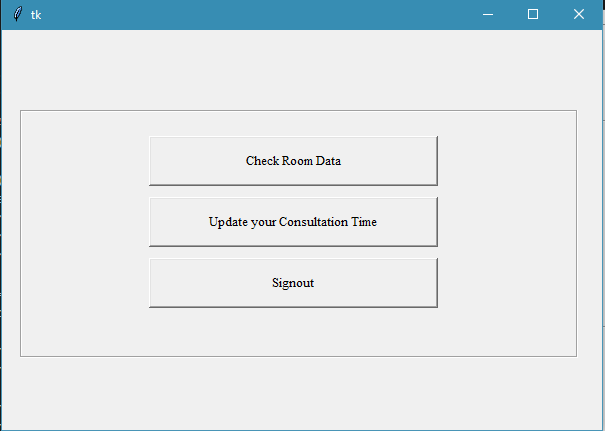 tk
Check Room Data
Update your Consultation Time
Signout